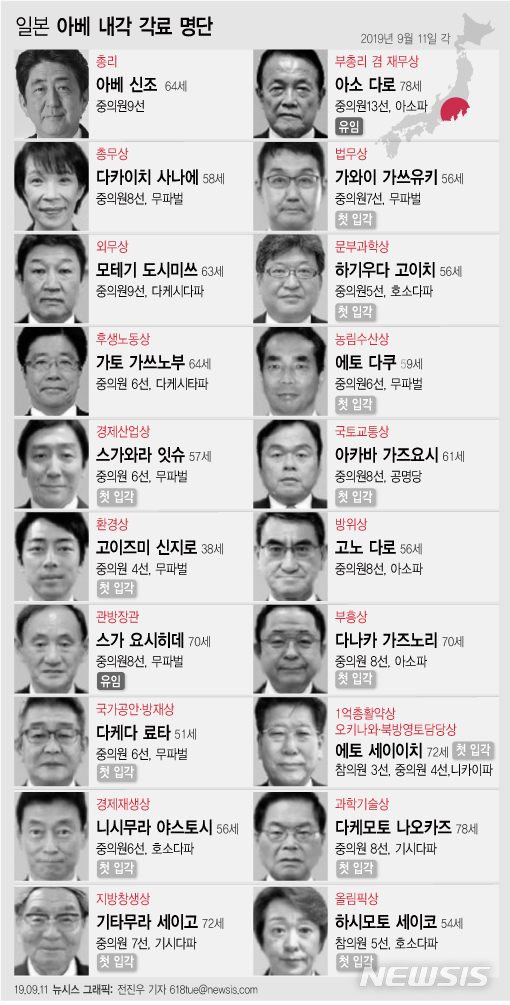 일본 아베 내각 각료 명단
2019년 9월 11일 각
총리
아베 신조 64세
중의원9선
부총리 겸 재무상
아소 다로 78세
중의원13선, 아소파
유임
총무상
다카이치 사나에 58세
중의원8선, 무파벌
법무상
가와이 가쓰유키 56세
중의원7선, 무파벌
첫 입각
외무상
모테기 도시미쓰 63세
중의원9선, 다케시다파
문부과학상
하기우다 고이치 56세
중의원5선, 호소다파
첫 입각
후생노동상
가토 가쓰노부 64세
중의원 6선, 다케시타파
농림수산상
에토 다쿠 59세
중의원6선, 무파벌
첫 입각
경제산업상
스가와라 잇슈 57세
중의원 6선, 무파벌
첫 입각
국토교통상
아카바 가즈요시 61세
중의원8선, 공명당
첫 입각
환경상
고이즈미 신지로 38세
중의원 4선, 무파벌
첫 입각
방위상
고노 다로 56세
중의원8선, 아소파
관방장관
스가 요시히데 70세
중의원8선, 무파벌
유임
부흥상
다나카 가즈노리 70세
중의원 8선, 아소파
첫 입각
국가공안·방재상
다케다 료타 51세
중의원 6선, 무파벌
첫 입각
1억총활약상
오키나와·북방영토담당상
에토 세이이치 72세 첫 입각
참의원 3선, 중의원 4선,니카이파
경제재생상
니시무라 야스토시 56세
중의원6선, 호소다파
첫 입각
과학기술상
다케모토 나오카즈 78세
중의원 8선, 기시다파
첫 입각
지방창생상
기타무라 세이고 72세
중의원 7선, 기시다파
첫 입각
올림픽상
하시모토 세이코 54세
참의원 5선, 호소다파
첫 입각
19.09.11 뉴시스 그래픽: 전진우 기자 618tue@newsis.com
NEWSIS